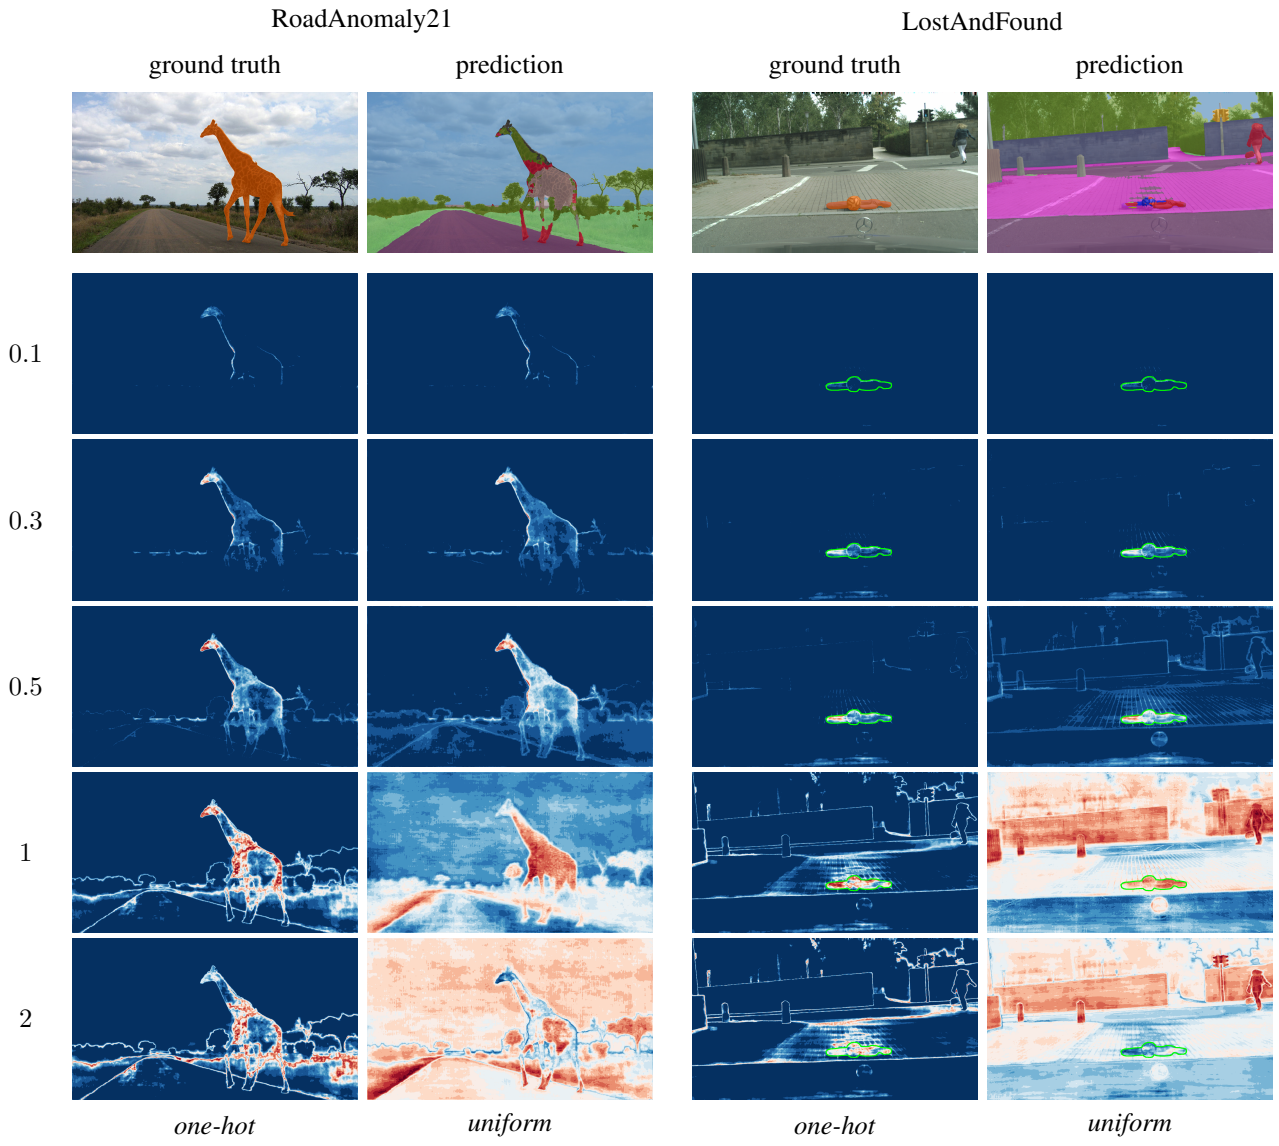 RoadAnomaly21 LostAndFound
ground truth prediction ground truth prediction
0.1
0.3
0.5
1
2
one-hot uniform one-hot uniform